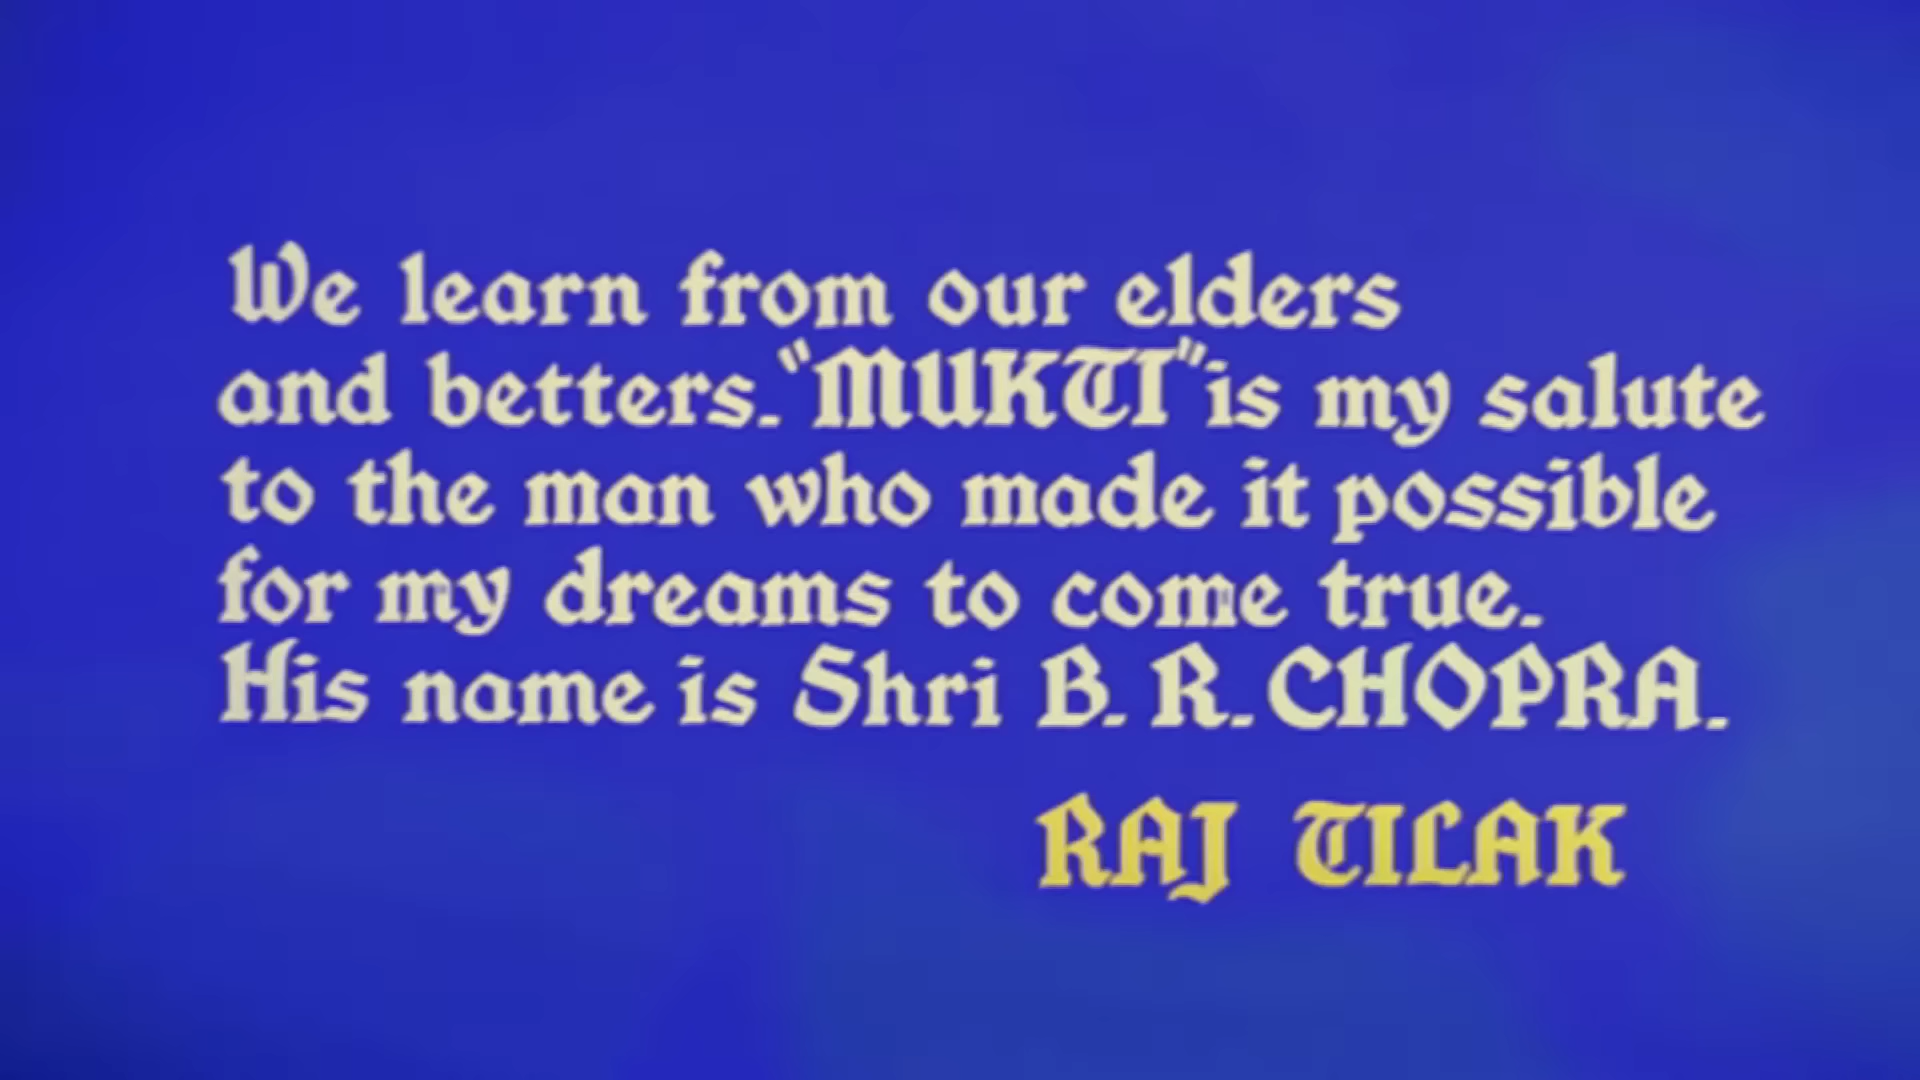 We learn from our elders
and betters. "MUKTI" is my salute
to the man who made it possible
for my dreams to come true.
His name is Shri B. R. CHOPRA.
RAJ TILAK